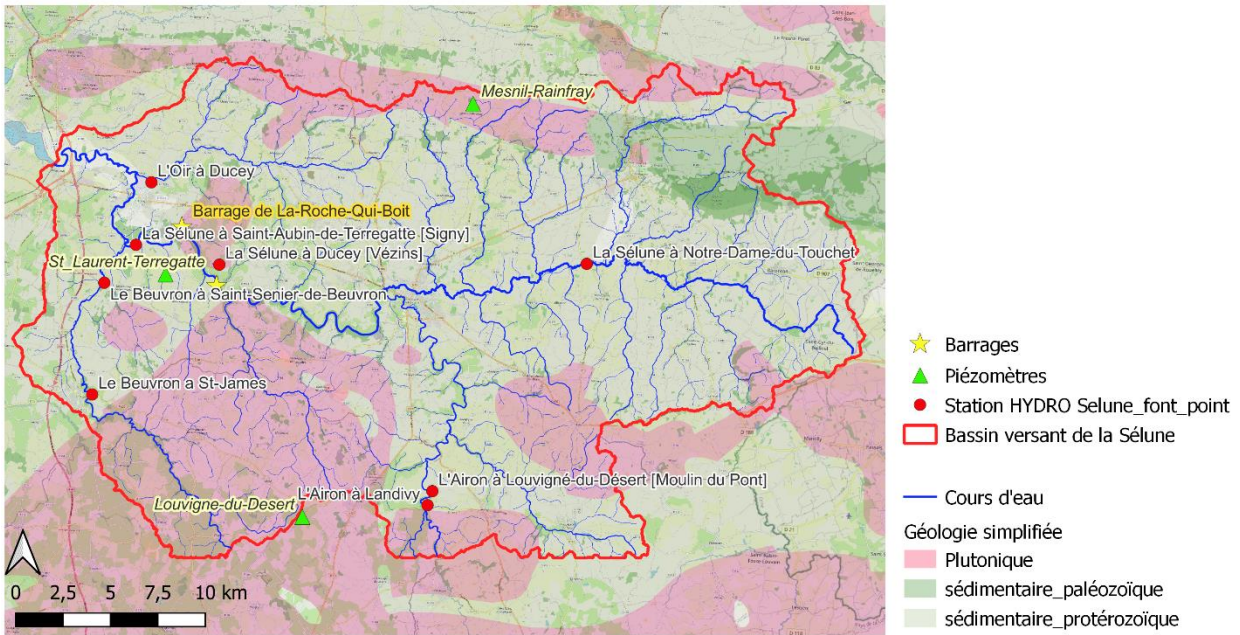 Mesnil-Rainfray
L'Oir à Ducey
Barrage de La-Roche-Qui-Boit
La Sélune à Saint-Aubin-de-Terregatte [Signy]
St_Laurent-Terregatte
La Sélune à Ducey [Vézins]
La Sélune à Notre-Dame-du-Touchet
Le Beuvron à Saint-Senier-de-Beuvron
Le Beuvron a St-James
L'Airon à Louvigné-du-Désert [Moulin du Pont]
Louvigne-du-Desert
L'Airon à Landivy
0 2,5 5 7,5 10 km
Barrages
Piézomètres
Station HYDRO Selune_font_point
Bassin versant de la Sélune
Cours d'eau
Géologie simplifiée
Plutonique
sédimentaire_paléozoïque
sédimentaire_protérozoïque